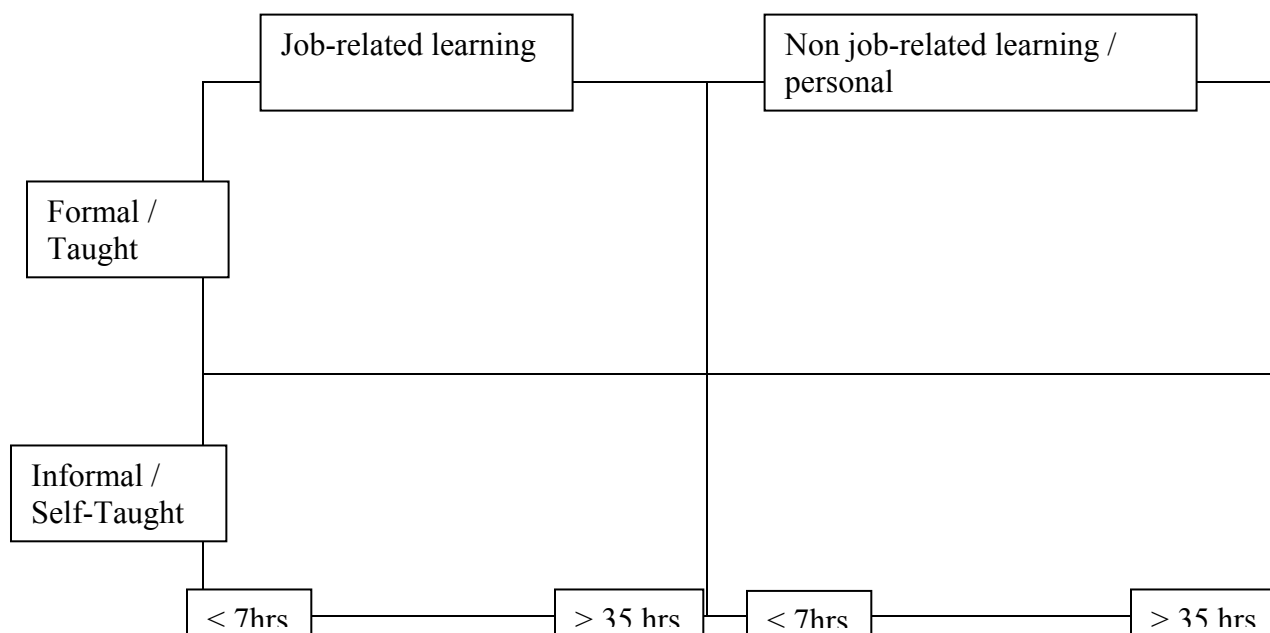 Job-related learning
Non job-related learning /
personal
Formal /
Taught
Informal /
Self-Taught
< 7hrs
> 35 hrs
< 7hrs
> 35 hrs